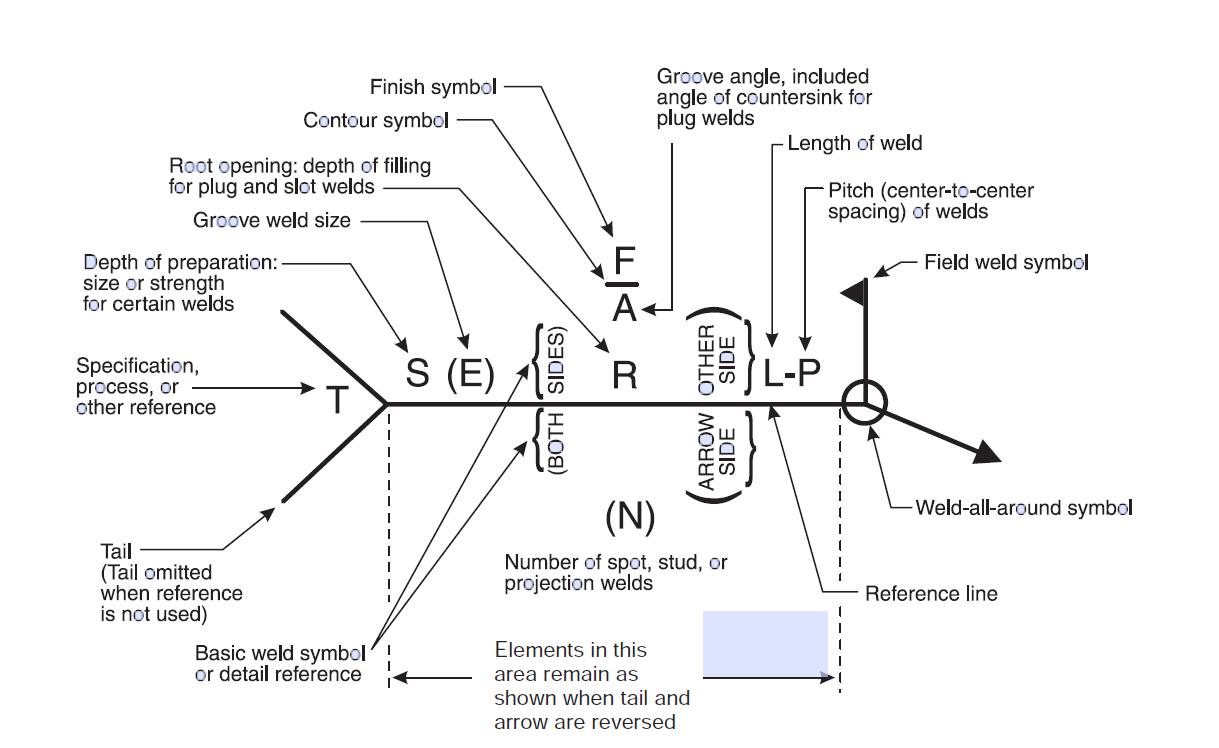 Finish symbol
Contour symbol
Root opening: depth of filling
for plug and slot welds
Groove weld size
Depth of preparation:
size or strength
for certain welds
Specification,
process, or
other reference
Tail
(Tail omitted
when reference
is not used)
Basic weld symbol
or detail reference
Groove angle, included
angle of countersink for
plug welds
Length of weld
Pitch (center-to-center
spacing) of welds
Field weld symbol
Weld-all-around symbol
Reference line
F
A
T
S (E)
R
L-P
(BOTH SIDES)
(OTHER
SIDE)
(ARROW
SIDE)
(N)
Number of spot, stud, or
projection welds
Elements in this
area remain as
shown when tail and
arrow are reversed